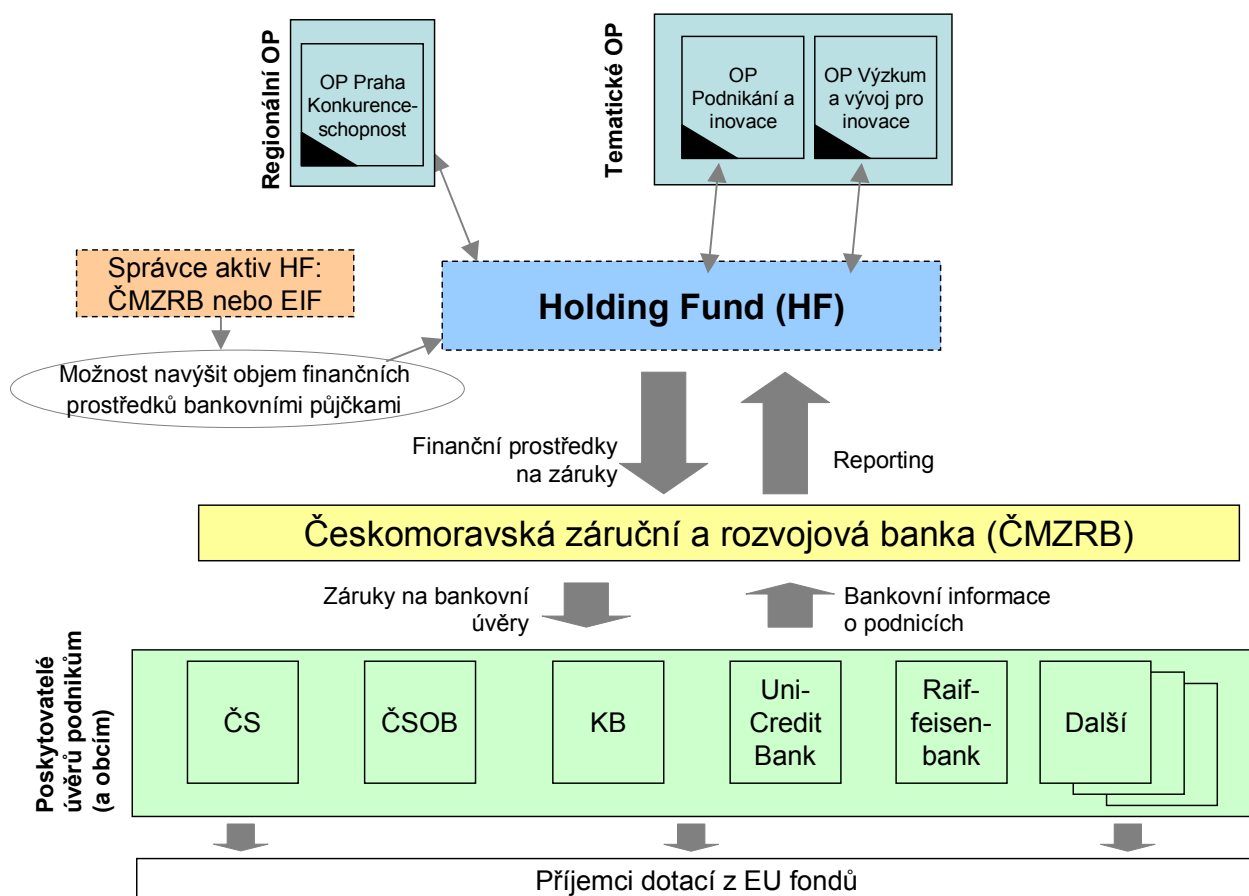 Regionální OP
OP Praha
Konkurence-
schopnost
Tematické OP
OP
Podnikání a
inovace
OP Výzkum
a vývoj pro
inovace
Správce aktiv HF:
ČMZRB nebo EIF
Holding Fund (HF)
Možnost navýšit objem finančních
prostředků bankovními půjčkami
Finanční prostředky
na záruky
Reporting
Českomoravská záruční a rozvojová banka (ČMZRB)
Záruky na bankovní
úvěry
Bankovní informace
o podnicích
Poskytovatelé
úvěrů podnikům
(a obcím)
ČS
ČSOB
KB
Uni-
Credit
Bank
Raif-
feisen-
bank
Další
Příjemci dotací z EU fondů